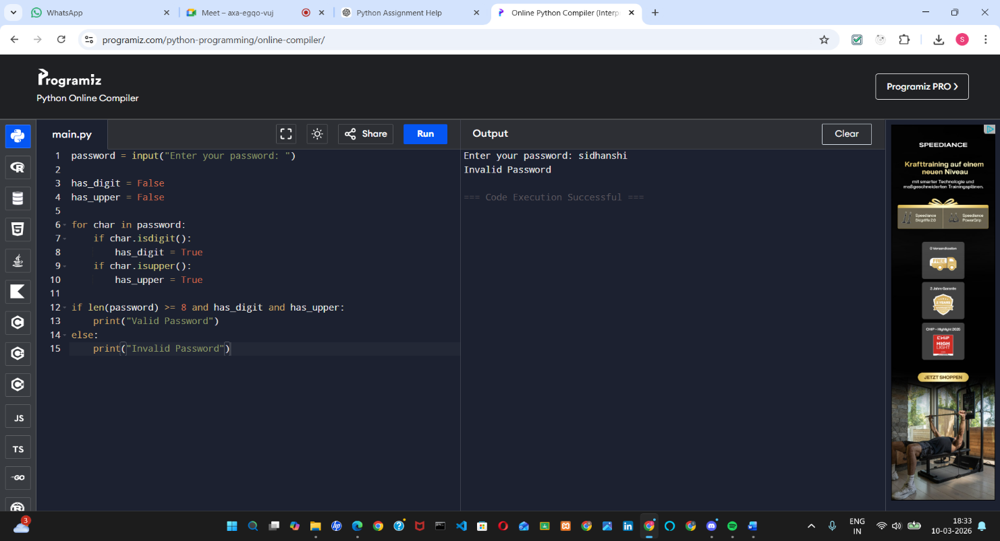 WhatsApp
Meet – axa-egqo-vuj
Python Assignment Help
Online Python Compiler (Interp
programiz.com/python-programming/online-compiler/
S
Programiz
Python Online Compiler
Programiz PRO
main.py
Share
Run
Output
Clear
1 password = input("Enter your password: ")
2
3 has_digit = False
4 has_upper = False
5
6 for char in password:
7     if char.isdigit():
8         has_digit = True
9     if char.isupper():
10         has_upper = True
11
12 if len(password) >= 8 and has_digit and has_upper:
13     print("Valid Password")
14 else:
15     print("Invalid Password")
Enter your password: sidhanshi
Invalid Password
=== Code Execution Successful ===
JS
TS
GO
SPEEDIANCE
Krafttraining auf einem
neuen Niveau
mit smarter Technologie und
maßgeschneiderten Trainingsplänen.
Speediance
Skigriffe 2.0
Speediance
PowerGrip
0 Versandkosten
FREE
2 Jahre Garantie
2 YEARS
CHIP – Highlight 2025
CHIP
HIGH
LIGHT
JETZT SHOPPEN
3
ENG
IN
18:33
10-03-2026